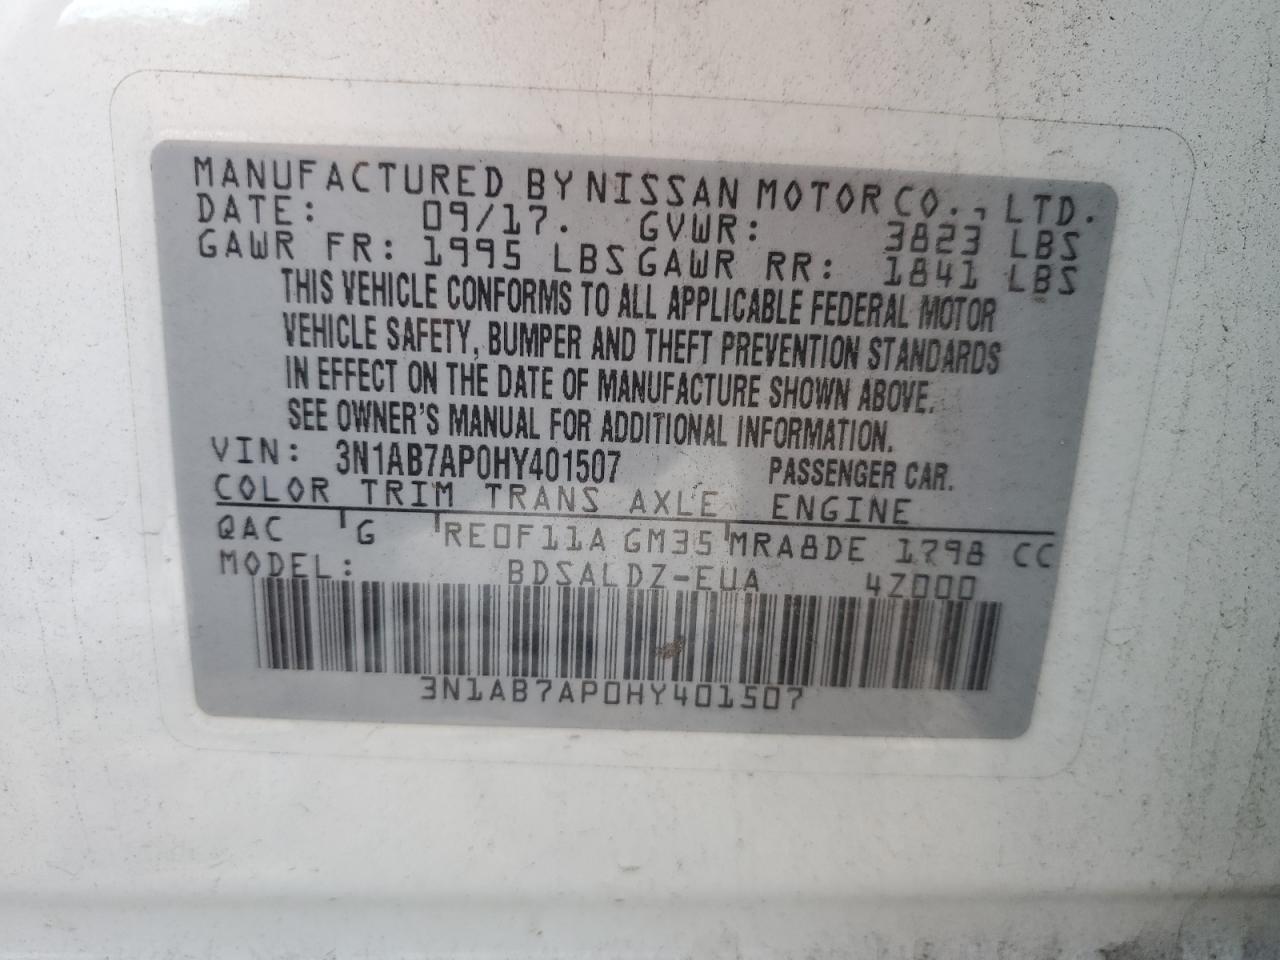 MANUFACTURED BY NISSAN MOTOR CO., LTD.
DATE: 09/17. GVWR: 3823 LBS
GAWR FR: 1995 LBS GAWR RR: 1841 LBS
THIS VEHICLE CONFORMS TO ALL APPLICABLE FEDERAL MOTOR
VEHICLE SAFETY, BUMPER AND THEFT PREVENTION STANDARDS
IN EFFECT ON THE DATE OF MANUFACTURE SHOWN ABOVE.
SEE OWNER'S MANUAL FOR ADDITIONAL INFORMATION.
VIN: 3N1AB7AP0HY401507 PASSENGER CAR.
COLOR TRIM TRANS AXLE ENGINE
QAC G RE0F11A GM35 MRA8DE 1798 CC
MODEL: BDSALDZ-EUA 4Z000
3N1AB7AP0HY401507